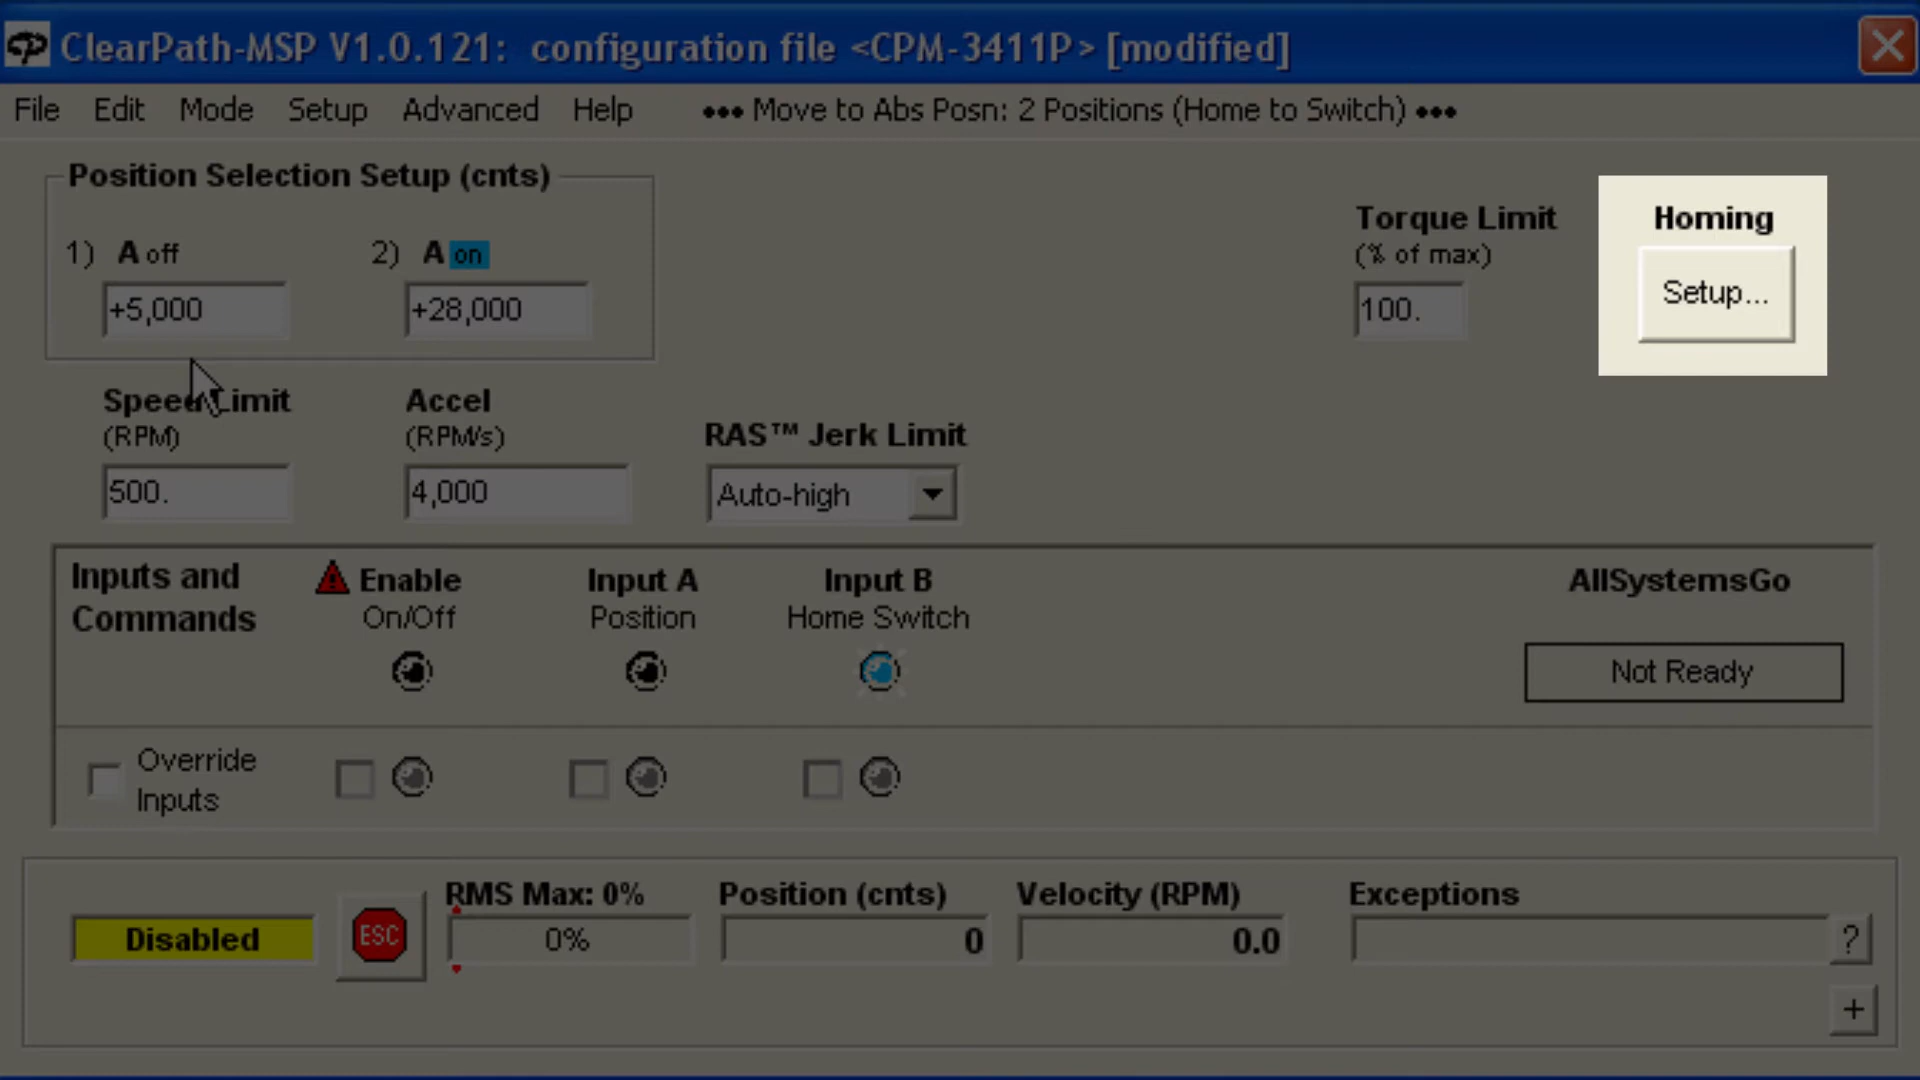 ClearPath-MSP V1.0.121: configuration file <CPM-3411P> [modified]
File Edit Mode Setup Advanced Help ••• Move to Abs Posn: 2 Positions (Home to Switch) •••
Position Selection Setup (cnts)
1) A off 2) A on
+5,000 +28,000
Torque Limit
(% of max)
100.
Homing
Setup...
Speed Limit
(RPM)
500.
Accel
(RPM/s)
4,000
RAS™ Jerk Limit
Auto-high
Inputs and
Commands
Enable
On/Off
Input A
Position
Input B
Home Switch
AllSystemsGo
Not Ready
Override
Inputs
Disabled
ESC
RMS Max: 0%
0%
Position (cnts)
0
Velocity (RPM)
0.0
Exceptions
?
+